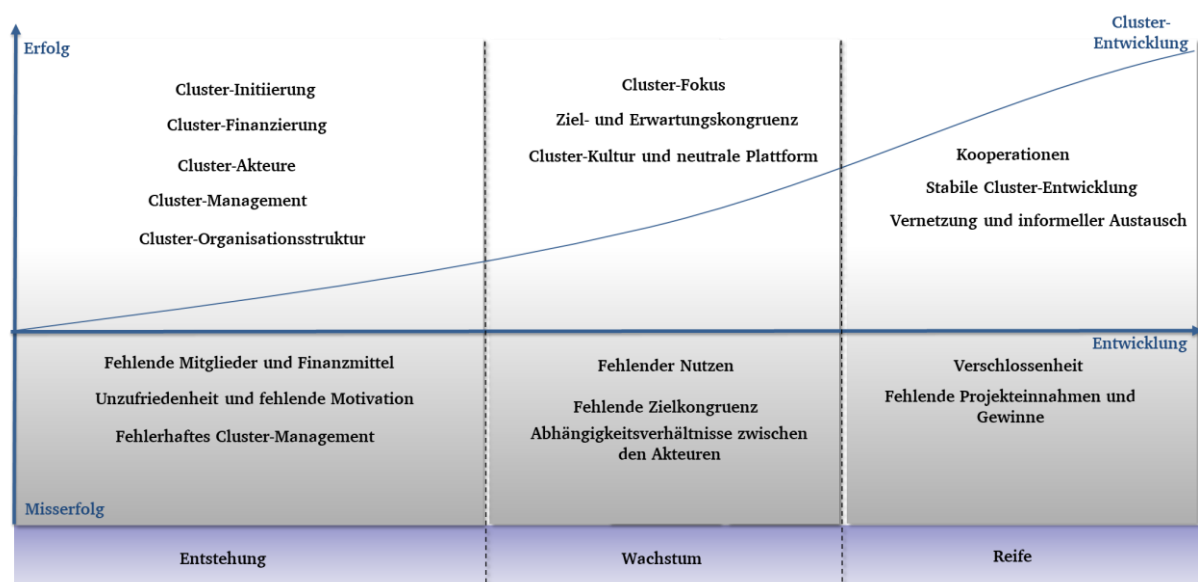 Cluster-
Entwicklung
Erfolg
Cluster-Initiierung
Cluster-Finanzierung
Cluster-Akteure
Cluster-Management
Cluster-Organisationsstruktur
Cluster-Fokus
Ziel- und Erwartungskongruenz
Cluster-Kultur und neutrale Plattform
Kooperationen
Stabile Cluster-Entwicklung
Vernetzung und informeller Austausch
Entwicklung
Fehlende Mitglieder und Finanzmittel
Unzufriedenheit und fehlende Motivation
Fehlerhaftes Cluster-Management
Fehlender Nutzen
Fehlende Zielkongruenz
Abhängigkeitsverhältnisse zwischen
den Akteuren
Verschlossenheit
Fehlende Projekteinnahmen und
Gewinne
Misserfolg
Entstehung
Wachstum
Reife